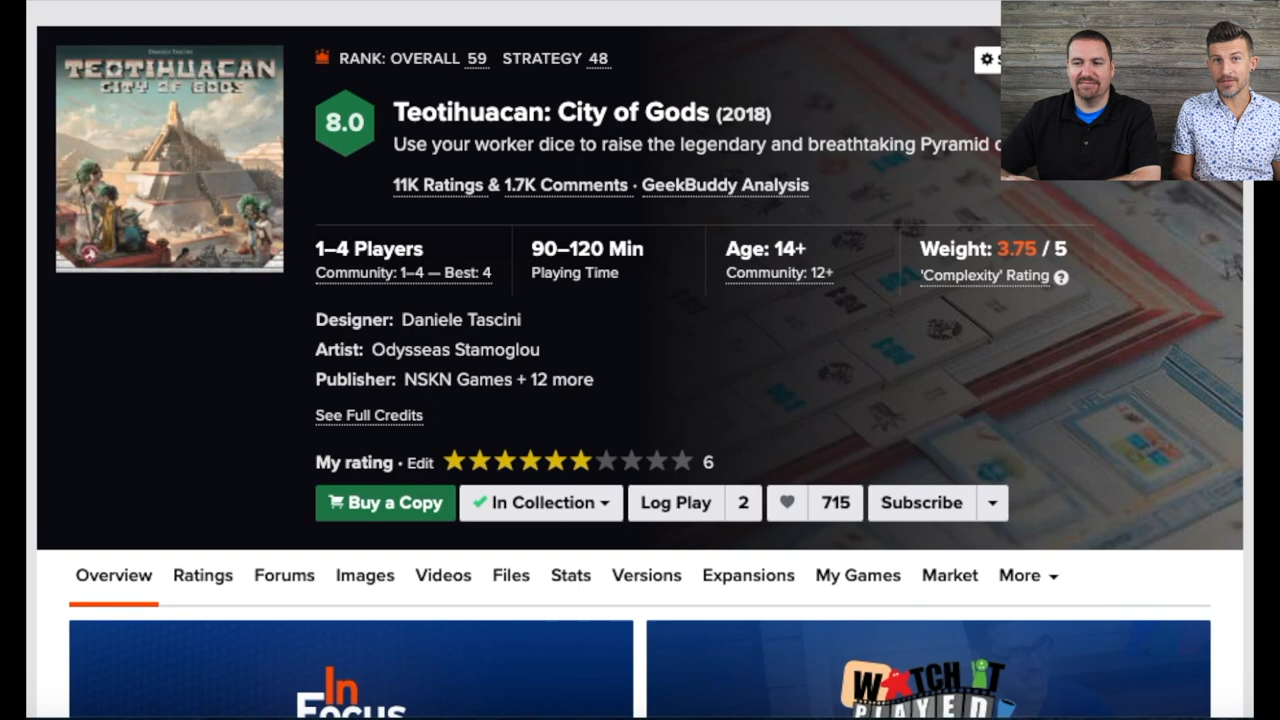 Daniele Tascini
TEOTIHUACAN
CITY OF GODS
RANK: OVERALL 59 STRATEGY 48
8.0
Teotihuacan: City of Gods (2018)
Use your worker dice to raise the legendary and breathtaking Pyramid
11K Ratings & 1.7K Comments · GeekBuddy Analysis
1–4 Players 90–120 Min Age: 14+ Weight: 3.75 / 5
Community: 1–4 — Best: 4 Playing Time Community: 12+ 'Complexity' Rating ?
Designer: Daniele Tascini
Artist: Odysseas Stamoglou
Publisher: NSKN Games + 12 more
See Full Credits
My rating · Edit 6
Buy a Copy In Collection Log Play 2 715 Subscribe
Overview Ratings Forums Images Videos Files Stats Versions Expansions My Games Market More
In
Focus
WATCH IT
PLAYED